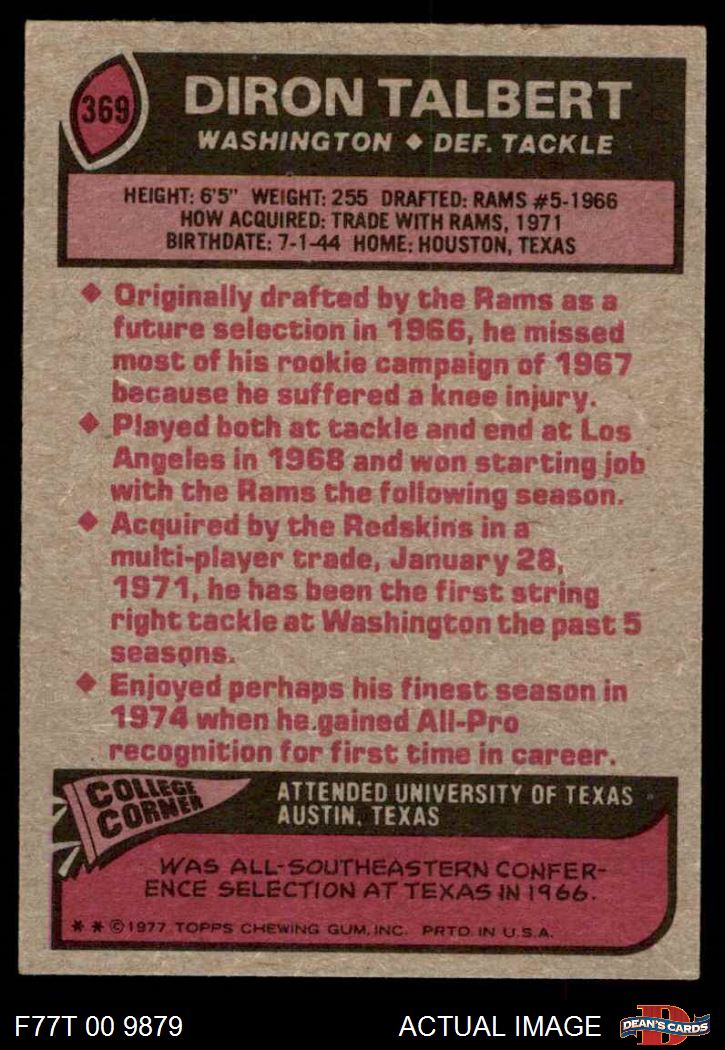 369
DIRON TALBERT
WASHINGTON ◆ DEF. TACKLE
HEIGHT: 6'5" WEIGHT: 255 DRAFTED: RAMS #5-1966
HOW ACQUIRED: TRADE WITH RAMS, 1971
BIRTHDATE: 7-1-44 HOME: HOUSTON, TEXAS
◆ Originally drafted by the Rams as a
future selection in 1966, he missed
most of his rookie campaign of 1967
because he suffered a knee injury.
◆ Played both at tackle and end at Los
Angeles in 1968 and won starting job
with the Rams the following season.
◆ Acquired by the Redskins in a
multi-player trade, January 28,
1971, he has been the first string
right tackle at Washington the past 5
seasons.
◆ Enjoyed perhaps his finest season in
1974 when he gained All-Pro
recognition for first time in career.
COLLEGE
CORNER
ATTENDED UNIVERSITY OF TEXAS
AUSTIN, TEXAS
WAS ALL-SOUTHEASTERN CONFER-
ENCE SELECTION AT TEXAS IN 1966.
* * © 1977 TOPPS CHEWING GUM, INC. PRTD. IN U.S.A.
F77T 00 9879
ACTUAL IMAGE
D
DEAN'S CARDS